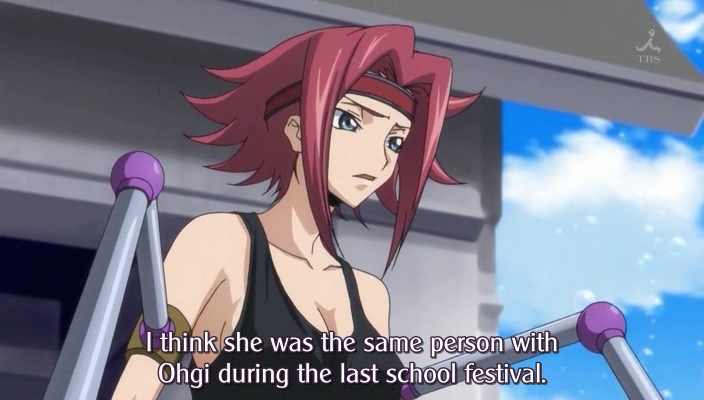 TBS
I think she was the same person with
Ohgi during the last school festival.